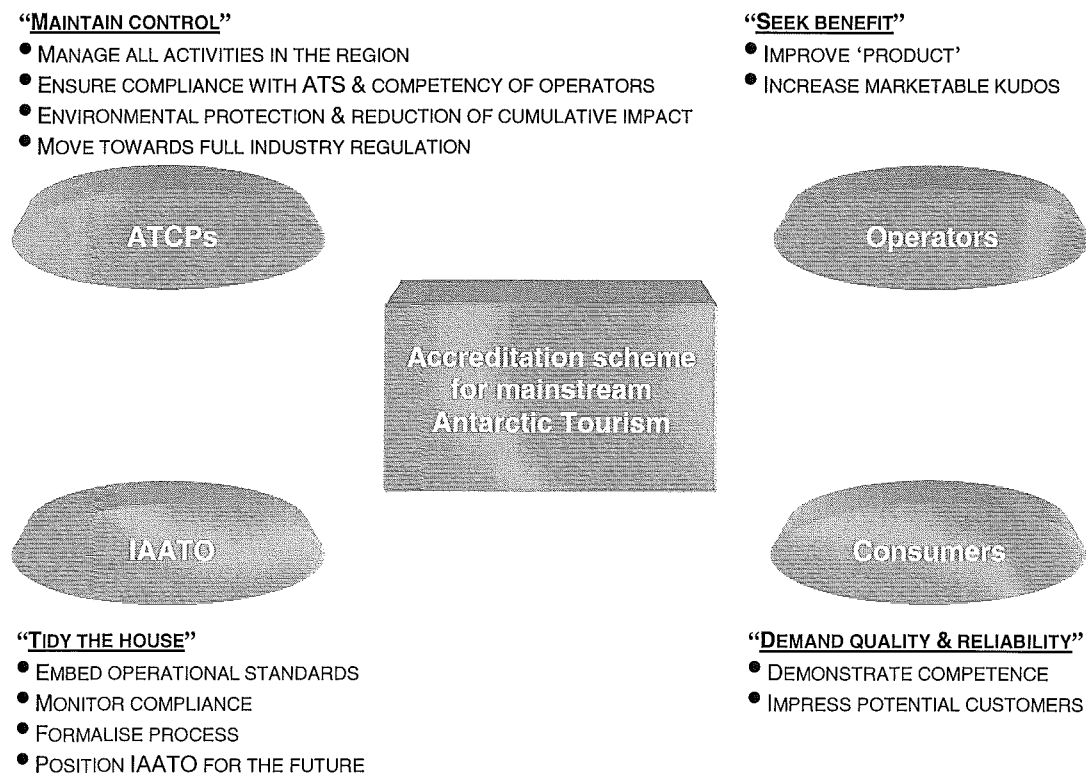 “MAINTAIN CONTROL”
• MANAGE ALL ACTIVITIES IN THE REGION
• ENSURE COMPLIANCE WITH ATS & COMPETENCY OF OPERATORS
• ENVIRONMENTAL PROTECTION & REDUCTION OF CUMULATIVE IMPACT
• MOVE TOWARDS FULL INDUSTRY REGULATION
“SEEK BENEFIT”
• IMPROVE ‘PRODUCT’
• INCREASE MARKETABLE KUDOS
ATCPs
Operators
Accreditation scheme
for mainstream
Antarctic Tourism
IAATO
Consumers
“TIDY THE HOUSE”
• EMBED OPERATIONAL STANDARDS
• MONITOR COMPLIANCE
• FORMALISE PROCESS
• POSITION IAATO FOR THE FUTURE
“DEMAND QUALITY & RELIABILITY”
• DEMONSTRATE COMPETENCE
• IMPRESS POTENTIAL CUSTOMERS